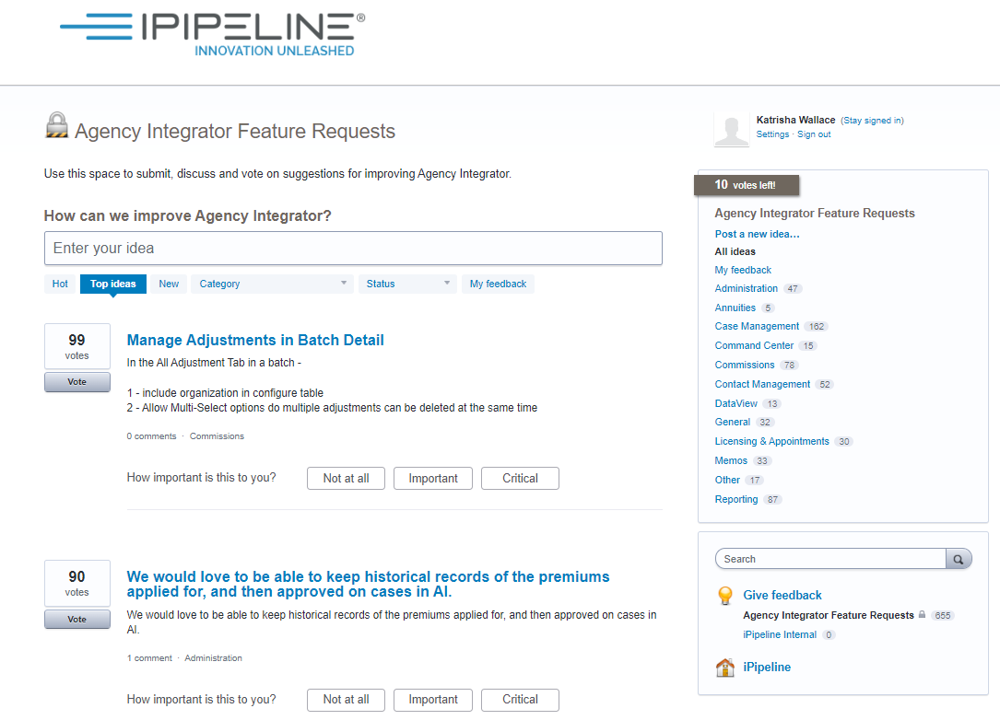 IPIPELINE®
INNOVATION UNLEASHED
Agency Integrator Feature Requests
Use this space to submit, discuss and vote on suggestions for improving Agency Integrator.
How can we improve Agency Integrator?
Enter your idea
Hot Top ideas New Category Status My feedback
99
votes
Vote
Manage Adjustments in Batch Detail
In the All Adjustment Tab in a batch -
1 - include organization in configure table
2 - Allow Multi-Select options do multiple adjustments can be deleted at the same time
0 comments · Commissions
How important is this to you? Not at all Important Critical
90
votes
Vote
We would love to be able to keep historical records of the premiums
applied for, and then approved on cases in AI.
We would love to be able to keep historical records of the premiums applied for, and then approved on cases in
AI.
1 comment · Administration
How important is this to you? Not at all Important Critical
Katrisha Wallace (Stay signed in)
Settings · Sign out
10 votes left!
Agency Integrator Feature Requests
Post a new idea…
All ideas
My feedback
Administration 47
Annuities 5
Case Management 162
Command Center 15
Commissions 78
Contact Management 52
DataView 13
General 32
Licensing & Appointments 30
Memos 33
Other 17
Reporting 87
Search
Give feedback
Agency Integrator Feature Requests 655
iPipeline Internal 0
iPipeline